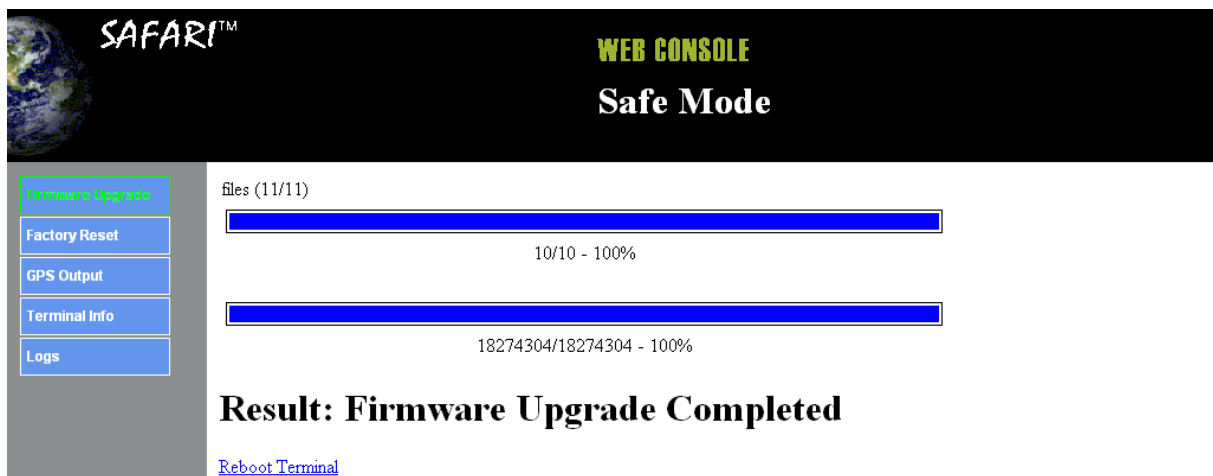 SAFARI™
WEB CONSOLE
Safe Mode
Firmware Upgrade
Factory Reset
GPS Output
Terminal Info
Logs
files (11/11)
10/10 - 100%
18274304/18274304 - 100%
Result: Firmware Upgrade Completed
Reboot Terminal